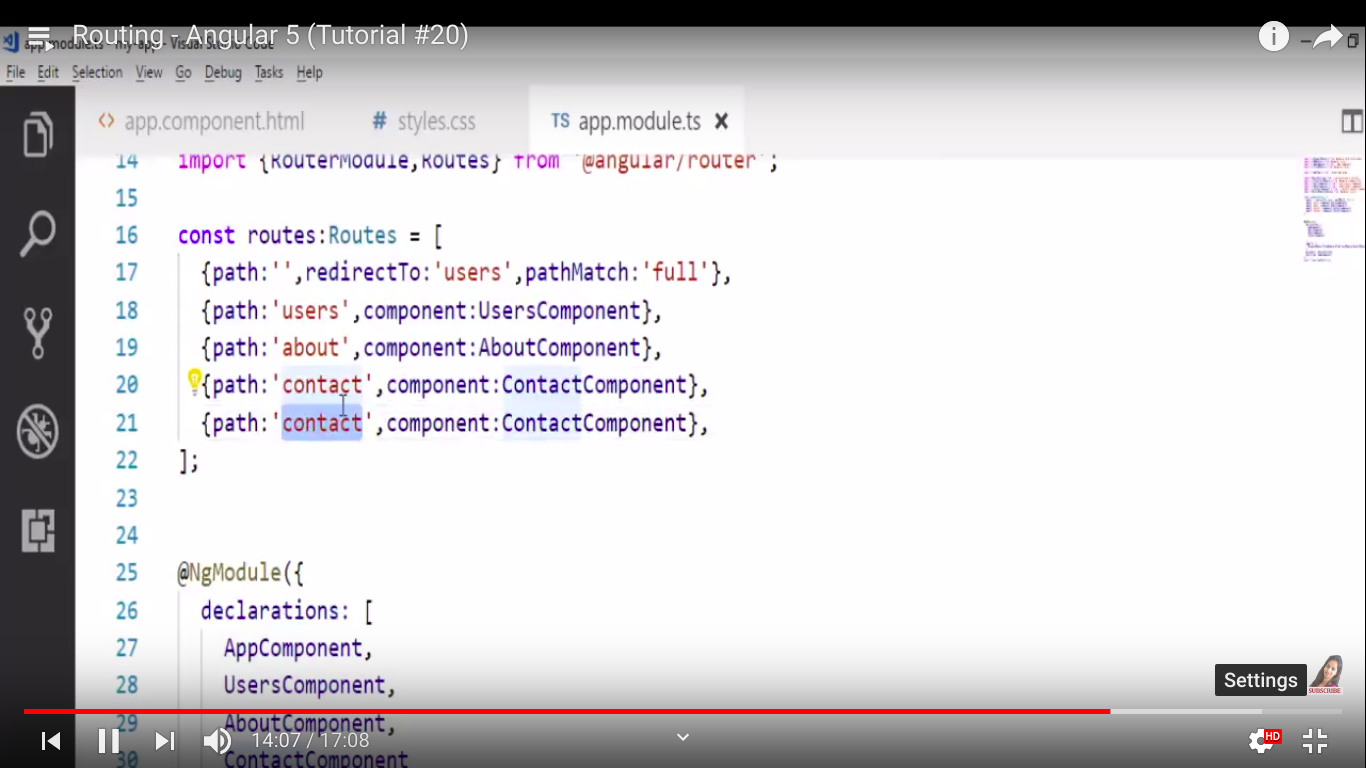 Routing - Angular 5 (Tutorial #20)
app.module.ts - my-app - Visual Studio Code
File Edit Selection View Go Debug Tasks Help
<> app.component.html # styles.css TS app.module.ts ×
14 import {RouterModule,Routes} from '@angular/router';
15
16 const routes:Routes = [
17 {path:'',redirectTo:'users',pathMatch:'full'},
18 {path:'users',component:UsersComponent},
19 {path:'about',component:AboutComponent},
20 {path:'contact',component:ContactComponent},
21 {path:'contact',component:ContactComponent},
22 ];
23
24
25 @NgModule({
26 declarations: [
27 AppComponent,
28 UsersComponent,
29 AboutComponent,
30 ContactComponent
Settings
SUBSCRIBE
14:07 / 17:08
HD